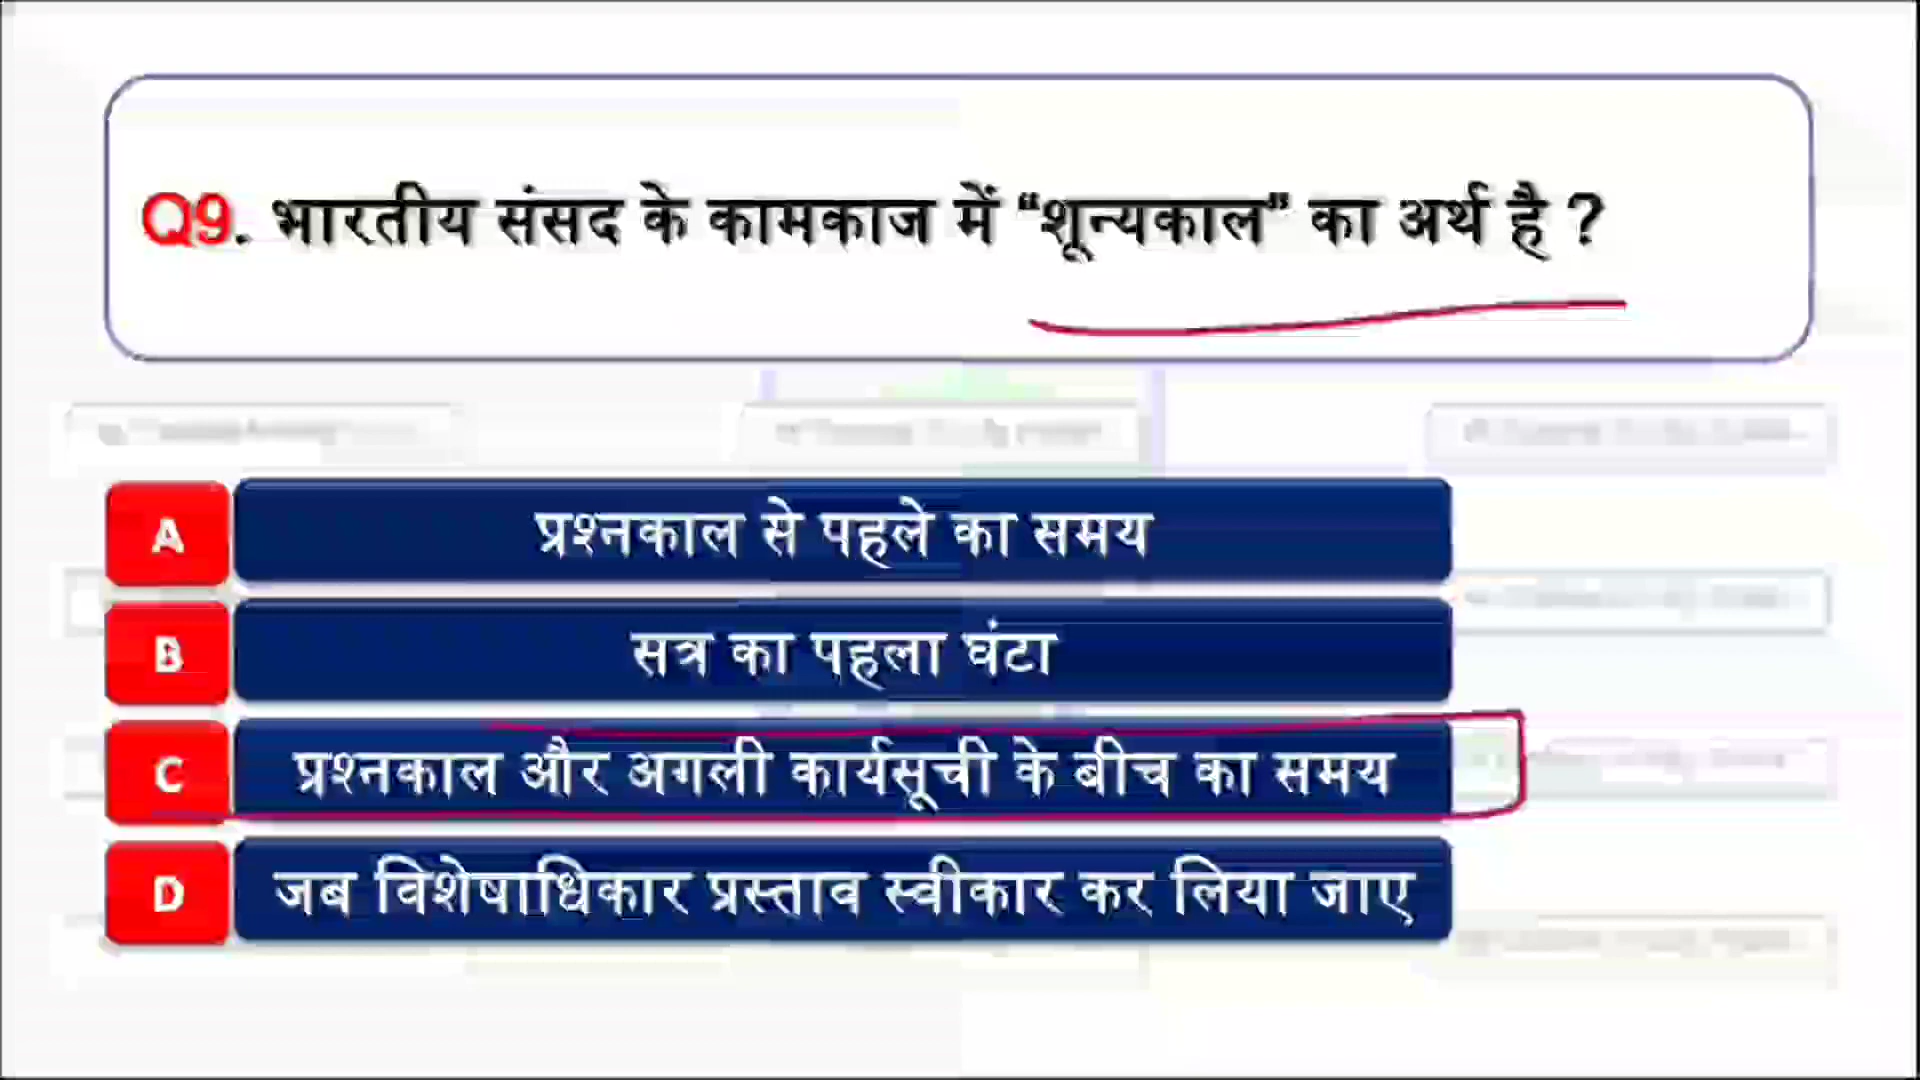 Q9. भारतीय संसद के कामकाज में “शून्यकाल” का अर्थ है ?
A प्रश्नकाल से पहले का समय
B सत्र का पहला घंटा
C प्रश्नकाल और अगली कार्यसूची के बीच का समय
D जब विशेषाधिकार प्रस्ताव स्वीकार कर लिया जाए